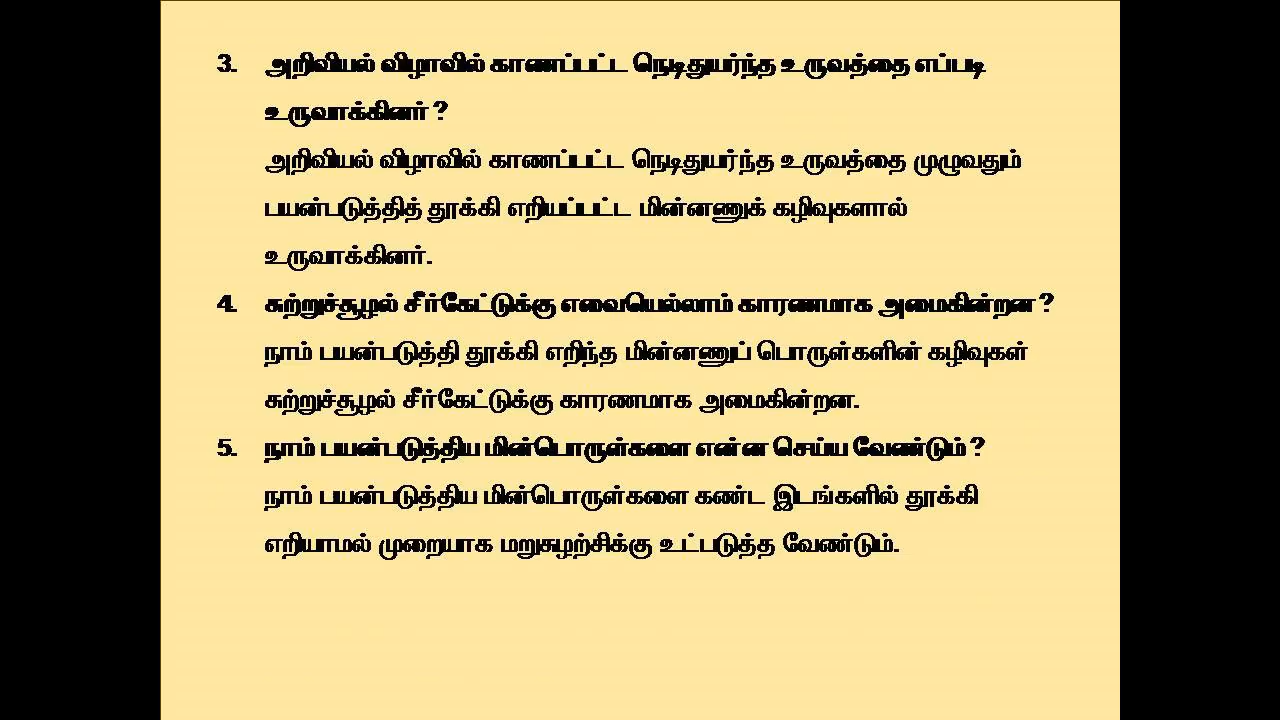 3. அறிவியல் விழாவில் காணப்பட்ட நெடிதுயர்ந்த உருவத்தை எப்படி
உருவாக்கினர் ?
அறிவியல் விழாவில் காணப்பட்ட நெடிதுயர்ந்த உருவத்தை முழுவதும்
பயன்படுத்தித் தூக்கி எறியப்பட்ட மின்னணுக் கழிவுகளால்
உருவாக்கினர்.
4. சுற்றுச்சூழல் சீர்கேட்டுக்கு எவையெல்லாம் காரணமாக அமைகின்றன ?
நாம் பயன்படுத்தி தூக்கி எறிந்த மின்னணுப் பொருள்களின் கழிவுகள்
சுற்றுச்சூழல் சீர்கேட்டுக்கு காரணமாக அமைகின்றன.
5. நாம் பயன்படுத்திய மின்பொருள்களை என்ன செய்ய வேண்டும் ?
நாம் பயன்படுத்திய மின்பொருள்களை கண்ட இடங்களில் தூக்கி
எறியாமல் முறையாக மறுசுழற்சிக்கு உட்படுத்த வேண்டும்.